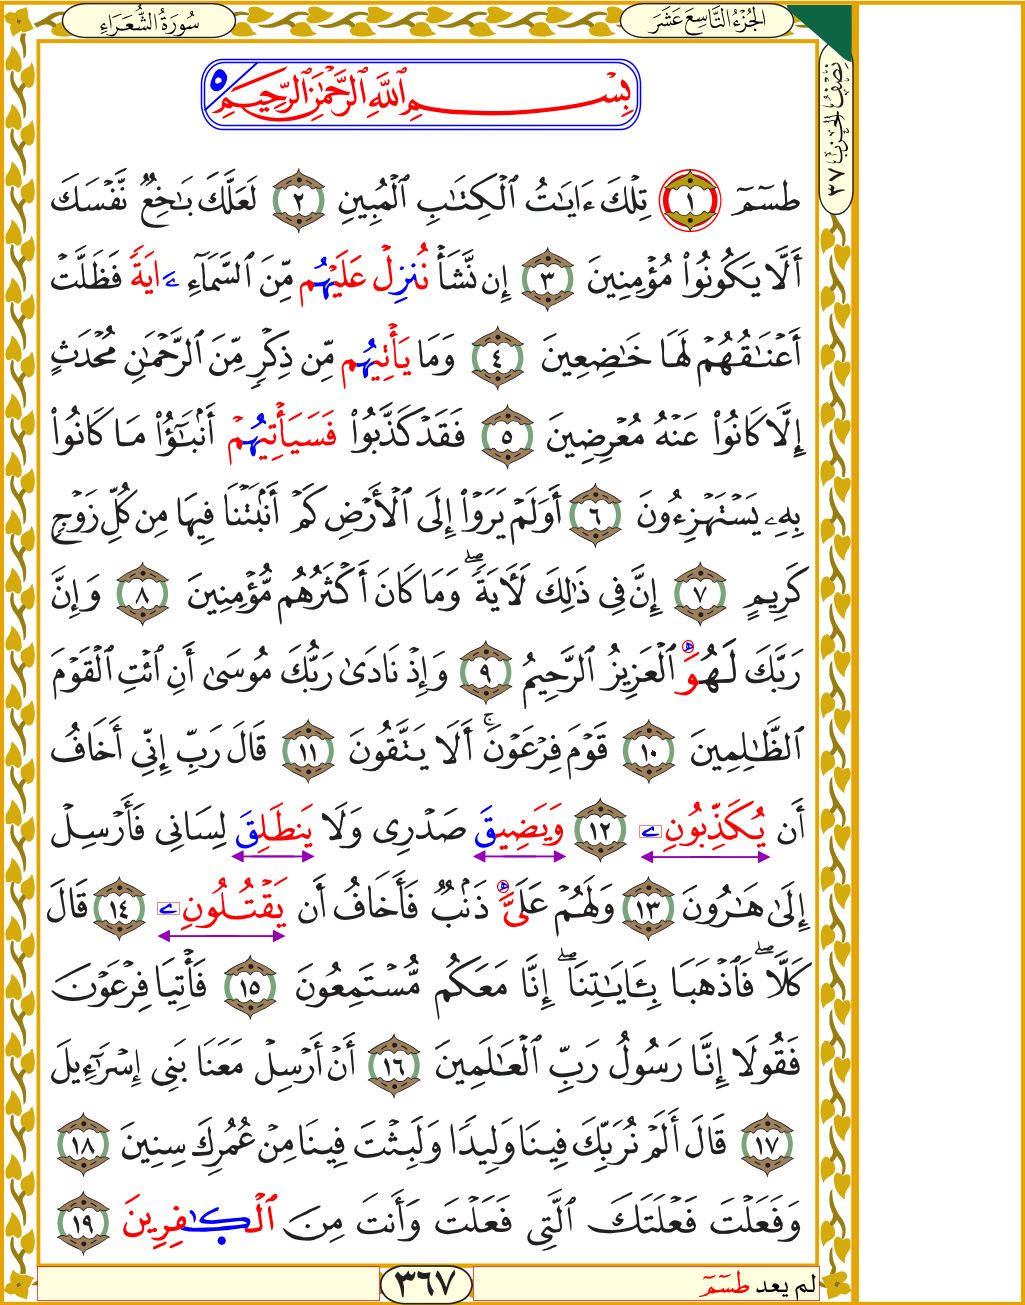 سُورَةُ الشُّعَرَاءِ
الجُزْءُ التَّاسِعَ عَشَرَ
نِصْفُ الحِزْبِ ٣٧
بِسْمِ ٱللَّهِ ٱلرَّحْمَٰنِ ٱلرَّحِيمِ ٥
طسٓمٓ ١ تِلْكَ ءَايَٰتُ ٱلْكِتَٰبِ ٱلْمُبِينِ ٢ لَعَلَّكَ بَٰخِعٌ نَّفْسَكَ
أَلَّا يَكُونُوا۟ مُؤْمِنِينَ ٣ إِن نَّشَأْ نُنزِلْ عَلَيْهُم مِّنَ ٱلسَّمَآءِ ے ايَةً فَظَلَّتْ
أَعْنَٰقُهُمْ لَهَا خَٰضِعِينَ ٤ وَمَا يَأْتِيهُم مِّن ذِكْرٍ مِّنَ ٱلرَّحْمَٰنِ مُحْدَثٍ
إِلَّا كَانُوا۟ عَنْهُ مُعْرِضِينَ ٥ فَقَدْ كَذَّبُوا۟ فَسَيَأْتِيهُمْ أَنۢبَٰٓؤُا۟ مَا كَانُوا۟
بِهِۦ يَسْتَهْزِءُونَ ٦ أَوَلَمْ يَرَوْا۟ إِلَى ٱلْأَرْضِ كَمْ أَنۢبَتْنَا فِيهَا مِن كُلِّ زَوْجٍ
كَرِيمٍ ٧ إِنَّ فِى ذَٰلِكَ لَـَٔايَةً ۖ وَمَا كَانَ أَكْثَرُهُم مُّؤْمِنِينَ ٨ وَإِنَّ
رَبَّكَ لَهُوَ ٱلْعَزِيزُ ٱلرَّحِيمُ ٩ وَإِذْ نَادَىٰ رَبُّكَ مُوسَىٰٓ أَنِ ٱئْتِ ٱلْقَوْمَ
ٱلظَّٰلِمِينَ ١٠ قَوْمَ فِرْعَوْنَ ۚ أَلَا يَتَّقُونَ ١١ قَالَ رَبِّ إِنِّىٓ أَخَافُ
أَن يُكَذِّبُونِ ے ١٢ وَيَضِيقَ صَدْرِى وَلَا يَنطَلِقَ لِسَانِى فَأَرْسِلْ
إِلَىٰ هَٰرُونَ ١٣ وَلَهُمْ عَلَىَّ ذَنۢبٌ فَأَخَافُ أَن يَقْتُلُونِ ے ١٤ قَالَ
كَلَّا ۖ فَٱذْهَبَا بِـَٔايَٰتِنَآ ۖ إِنَّا مَعَكُم مُّسْتَمِعُونَ ١٥ فَأْتِيَا فِرْعَوْنَ
فَقُولَآ إِنَّا رَسُولُ رَبِّ ٱلْعَٰلَمِينَ ١٦ أَنْ أَرْسِلْ مَعَنَا بَنِىٓ إِسْرَٰٓءِيلَ
١٧ قَالَ أَلَمْ نُرَبِّكَ فِينَا وَلِيدًا وَلَبِثْتَ فِينَا مِنْ عُمُرِكَ سِنِينَ ١٨
وَفَعَلْتَ فَعْلَتَكَ ٱلَّتِى فَعَلْتَ وَأَنتَ مِنَ ٱلْكَٰفِرِينَ ١٩
لم يعد طسٓمٓ
٣٦٧